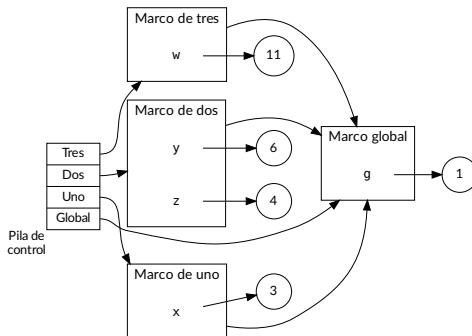 Marco de tres
w
11
Marco de dos
y
6
z
4
Marco global
g
1
Tres
Dos
Uno
Global
Pila de
control
Marco de uno
x
3